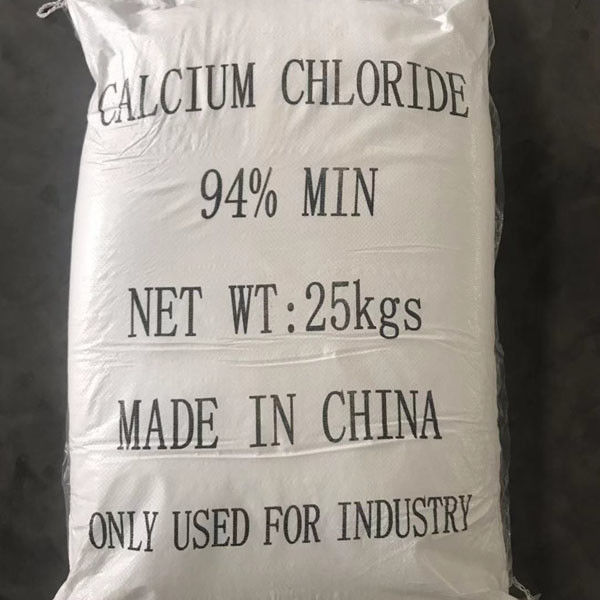 CALCIUM CHLORIDE
94% MIN
NET WT:25kgs
MADE IN CHINA
ONLY USED FOR INDUSTRY